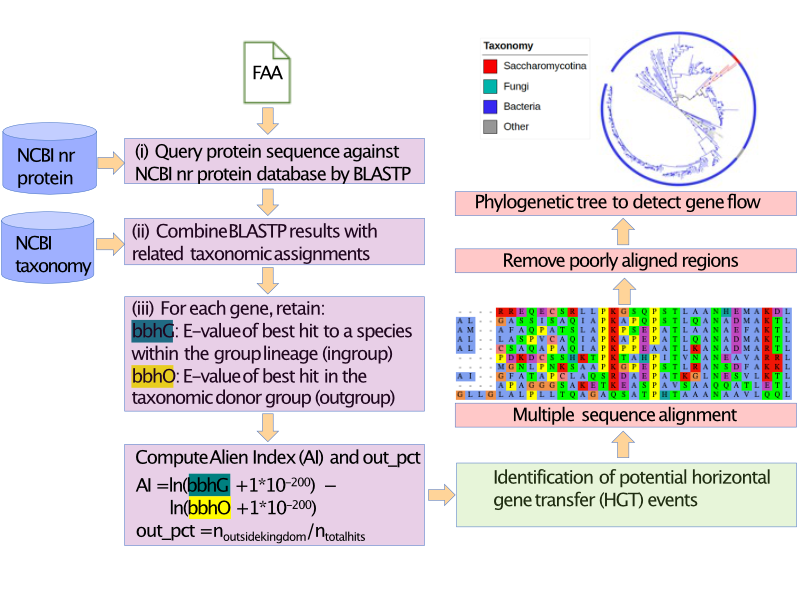 FAA
NCBI nr
protein
(i) Query protein sequence against
NCBI nr protein database by BLASTP
NCBI
taxonomy
(ii) Combine BLASTP results with
related taxonomic assignments
(iii) For each gene, retain:
bbhG: E–value of best hit to a species
within the group lineage (ingroup)
bbhO: E–value of best hit in the
taxonomic donor group (outgroup)
Compute Alien Index (AI) and out_pct
AI =ln(bbhG +1*10–200) –
ln(bbhO +1*10–200)
out_pct =noutsidekingdom/ntotalhits
Taxonomy
Saccharomycotina
Fungi
Bacteria
Other
Phylogenetic tree to detect gene flow
Remove poorly aligned regions
- - - - R R E Q E C S K L L P K G S Q P S T L A A N H E M A K D L
A L - - G A S S I S A Q I A P K A P Q P S T L Q A N A D M A K T L
A M - - A F A Q P A T S L A P K P S E P A T L A A N A D E A K T L
A L - - L A S P V C A Q I A P K A P E P A T L Q A N A D M A K T L
A L - - C S A Q A P A Q I A P K P P E A A T L K A N A D M A R T L
- - - - P D K D C S S H K T P K T A H P I T V N A N E A V A R R L
- - - - M G N L P N K S A A P K G P E P S T L R A N S D F A K K L
A I - - G F A T A P C L A Q S R D A E P A T K G L N E S V L K T L
- - - - A P A G G G S A K E T K E A S P A V S A A Q Q A T L E T L
G L L G L A L P L L T Q A G A Q S A T P H T A A A N A A V L Q Q L
Multiple sequence alignment
Identification of potential horizontal
gene transfer (HGT) events